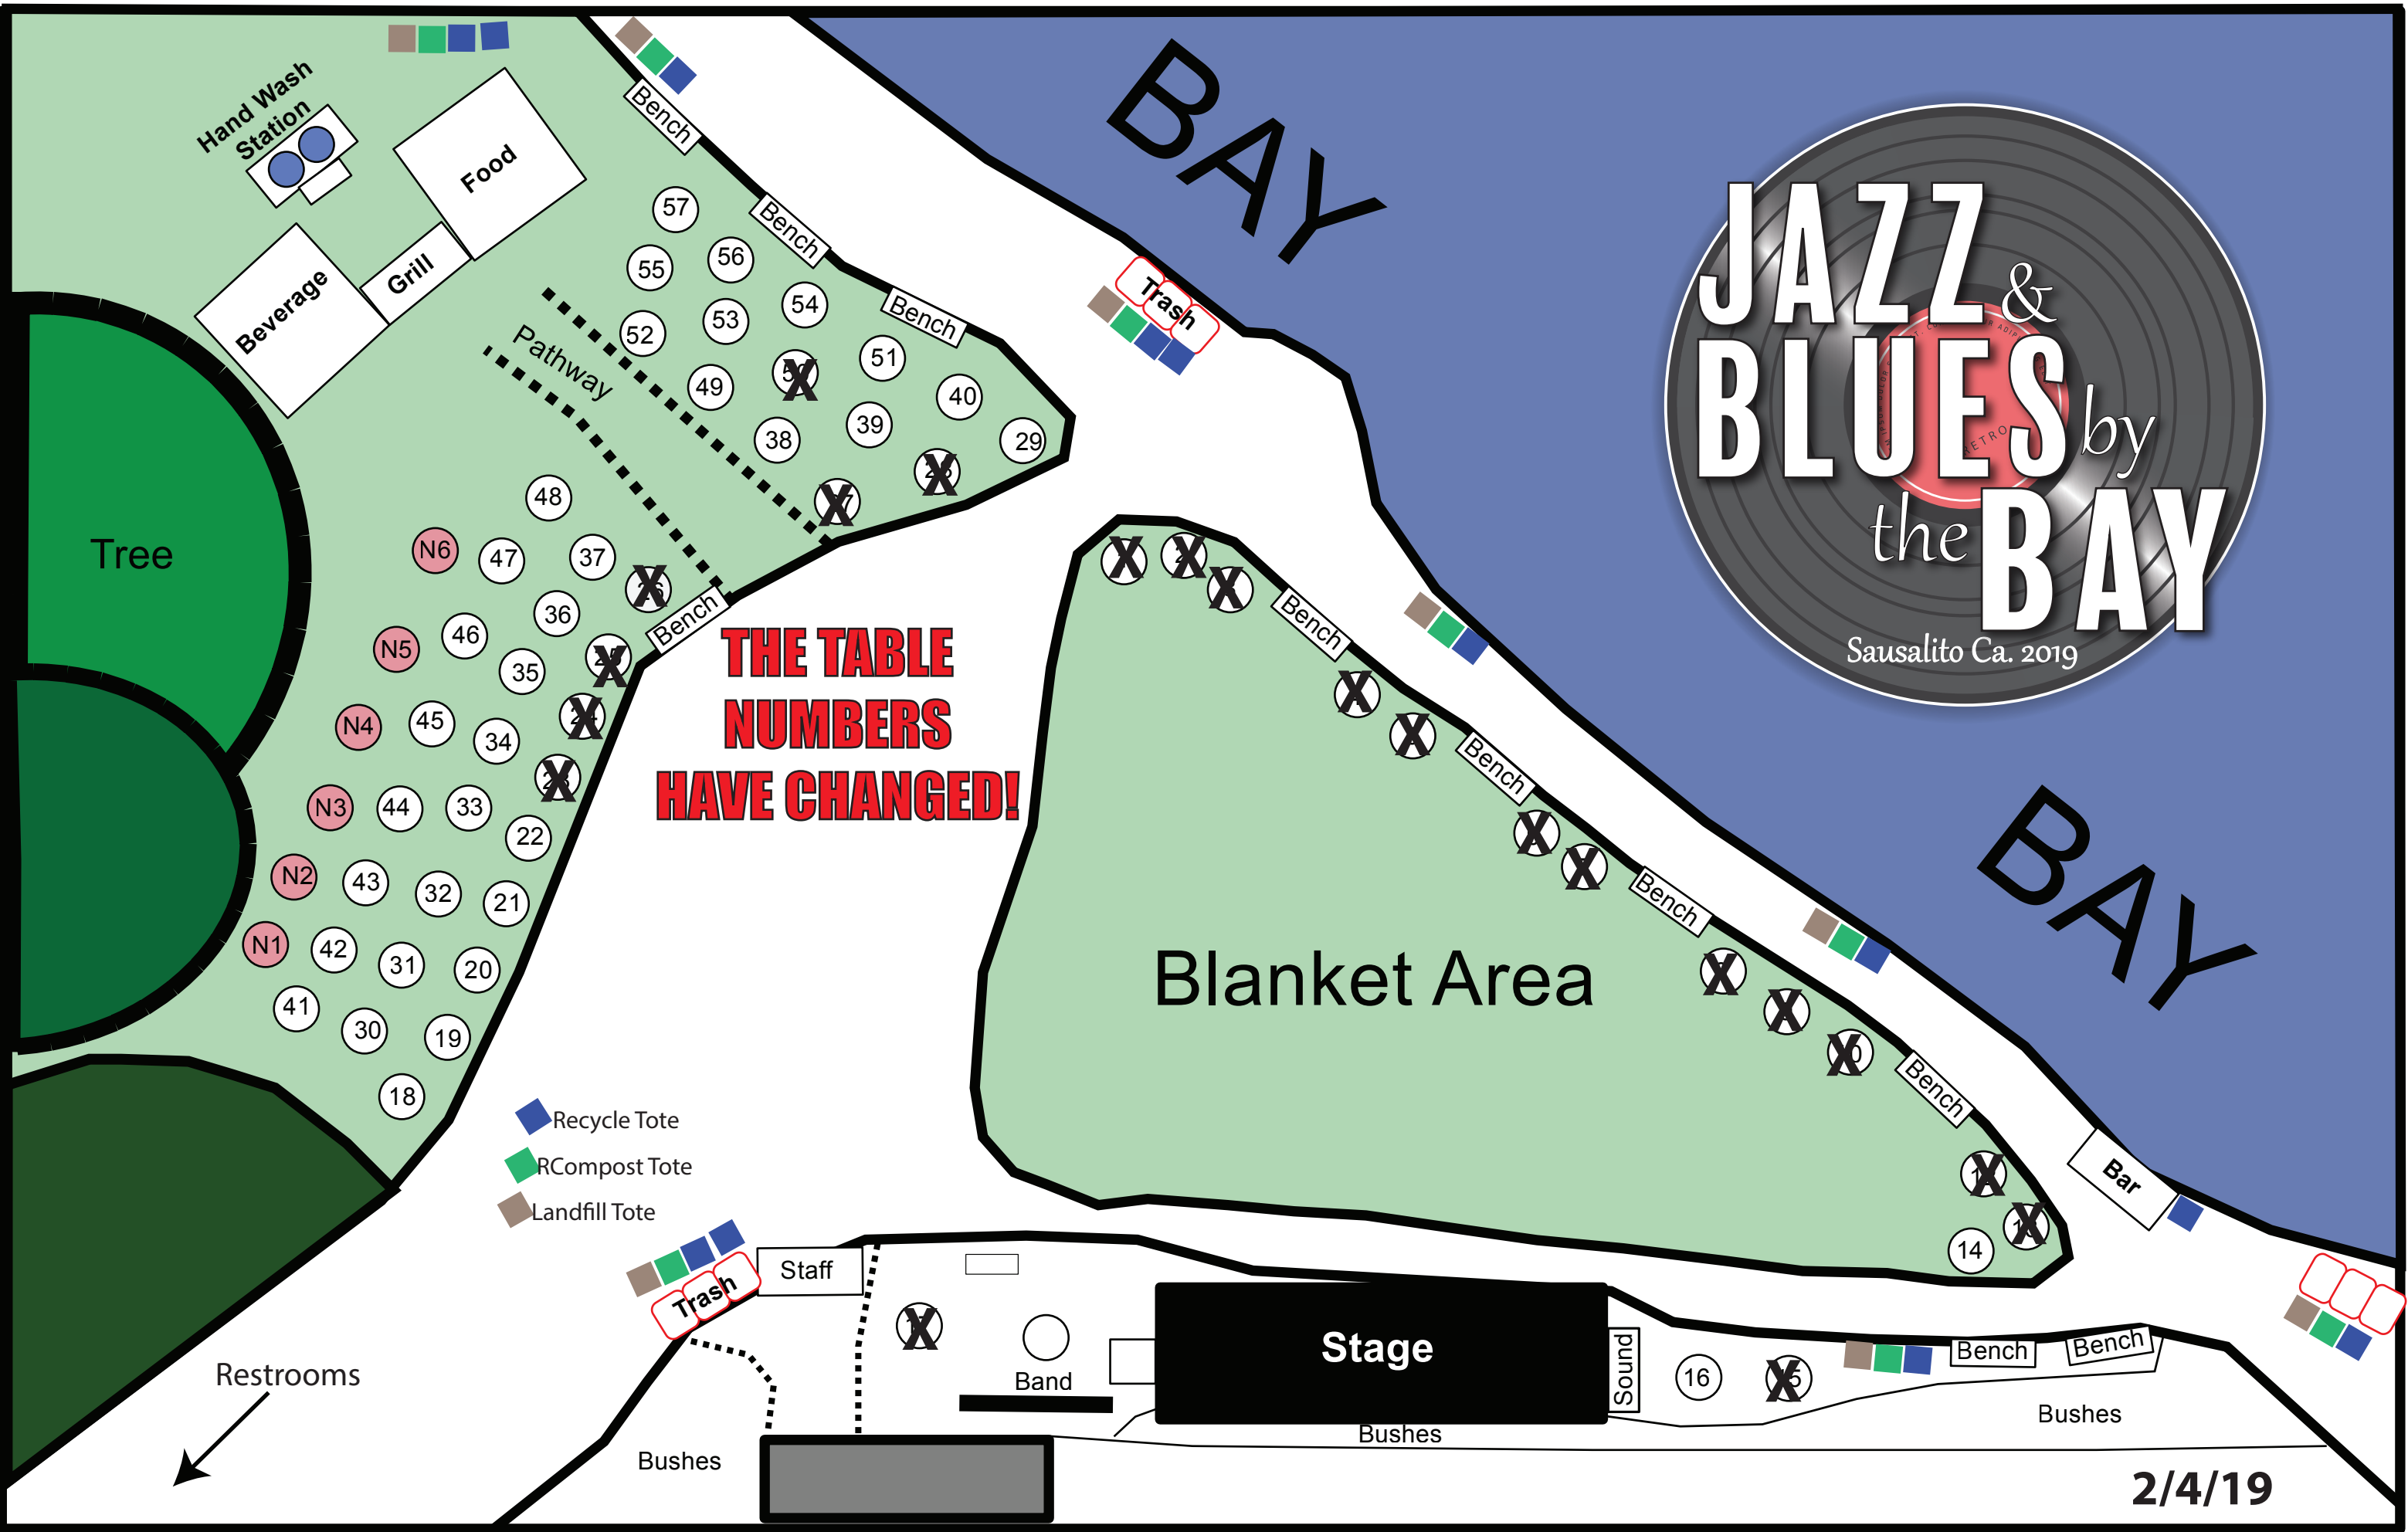 Hand Wash
Station
Food
Grill
Beverage
Bench
Bench
Bench
Pathway
BAY
Trash
JAZZ &
BLUES by
the BAY
Sausalito Ca. 2019
RETRO
57
56
55
54
53
52
51
49
40
39
38
29
48
47
37
N6
36
46
N5
35
45
N4
34
44
33
N3
22
N2
43
32
21
N1
42
31
20
41
30
19
18
Tree
Bench
THE TABLE
NUMBERS
HAVE CHANGED!
Bench
Bench
Bench
Bench
Blanket Area
BAY
Bar
14
Recycle Tote
RCompost Tote
Landfill Tote
Trash
Staff
Band
Stage
Sound
16
Bench
Bench
Bushes
Bushes
Bushes
Restrooms
2/4/19